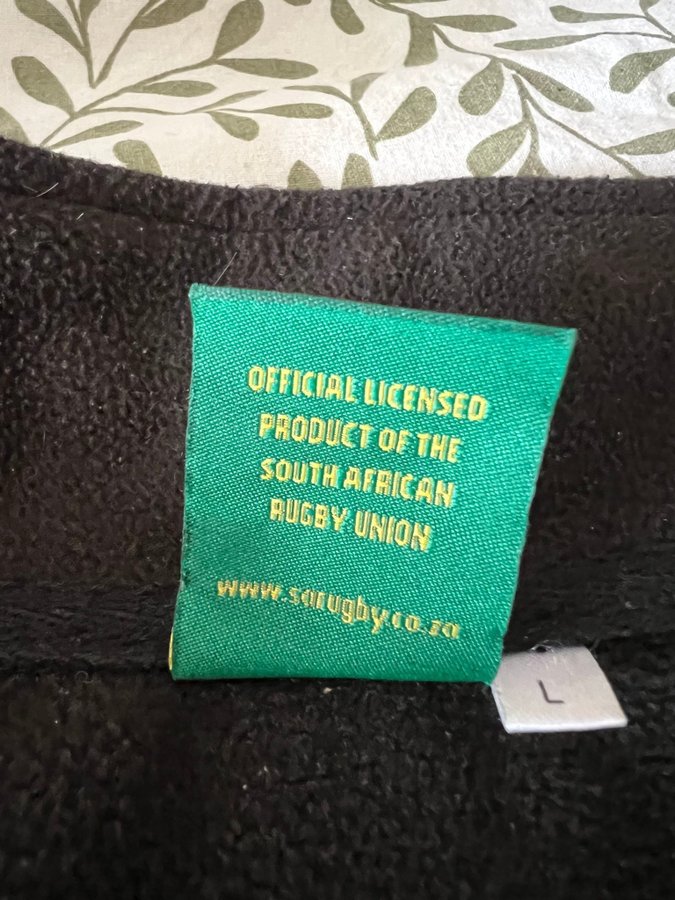 OFFICIAL LICENSED
PRODUCT OF THE
SOUTH AFRICAN
RUGBY UNION
www.sarugby.co.za
L